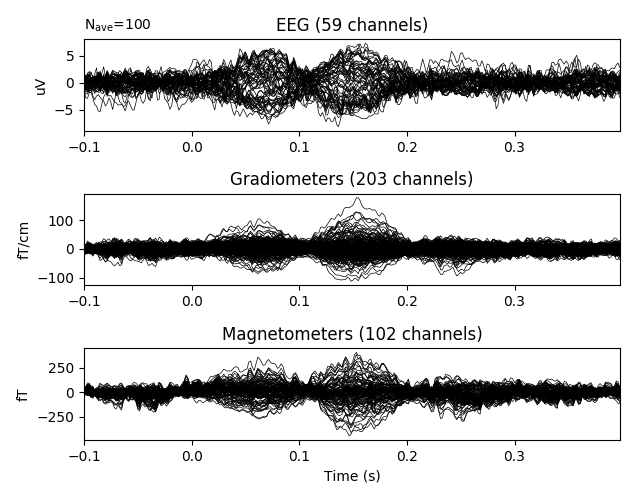 N_ave=100
EEG (59 channels)
5
0
−5
uV
−0.1 0.0 0.1 0.2 0.3
Gradiometers (203 channels)
100
0
−100
fT/cm
−0.1 0.0 0.1 0.2 0.3
Magnetometers (102 channels)
250
0
−250
fT
−0.1 0.0 0.1 0.2 0.3
Time (s)